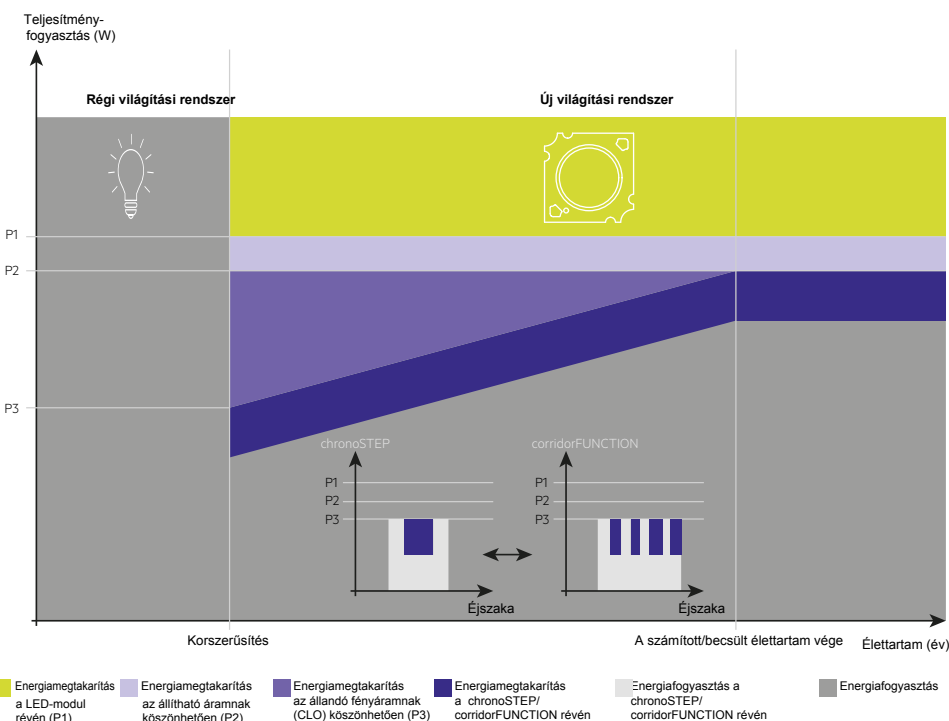 Teljesítmény-
fogyasztás (W)
Régi világítási rendszer
Új világítási rendszer
P1
P2
P3
chronoSTEP
corridorFUNCTION
P1
P2
P3
P1
P2
P3
Éjszaka
Éjszaka
Korszerűsítés
A számított/becsült élettartam vége
Élettartam (év)
Energiamegtakarítás
a LED-modul
révén (P1)
Energiamegtakarítás
az állítható áramnak
köszönhetően (P2)
Energiamegtakarítás
az állandó fényáramnak
(CLO) köszönhetően (P3)
Energiamegtakarítás
a chronoSTEP/
corridorFUNCTION révén
Energiafogyasztás a
chronoSTEP/
corridorFUNCTION révén
Energiafogyasztás